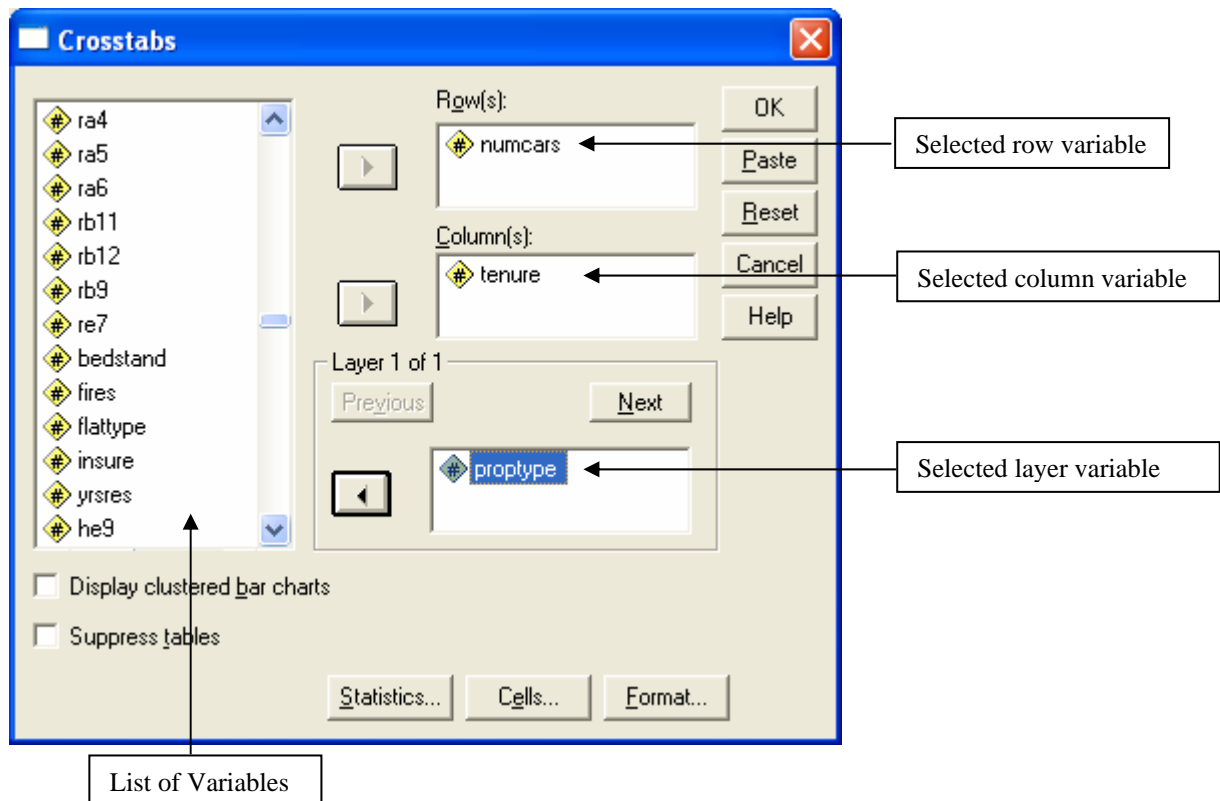 Crosstabs
ra4
ra5
ra6
rb11
rb12
rb9
re7
bedstand
fires
flattype
insure
yrsres
he9
Row(s):
numcars
Column(s):
tenure
Layer 1 of 1
Previous
Next
proptype
OK
Paste
Reset
Cancel
Help
Display clustered bar charts
Suppress tables
Statistics...
Cells...
Format...
Selected row variable
Selected column variable
Selected layer variable
List of Variables